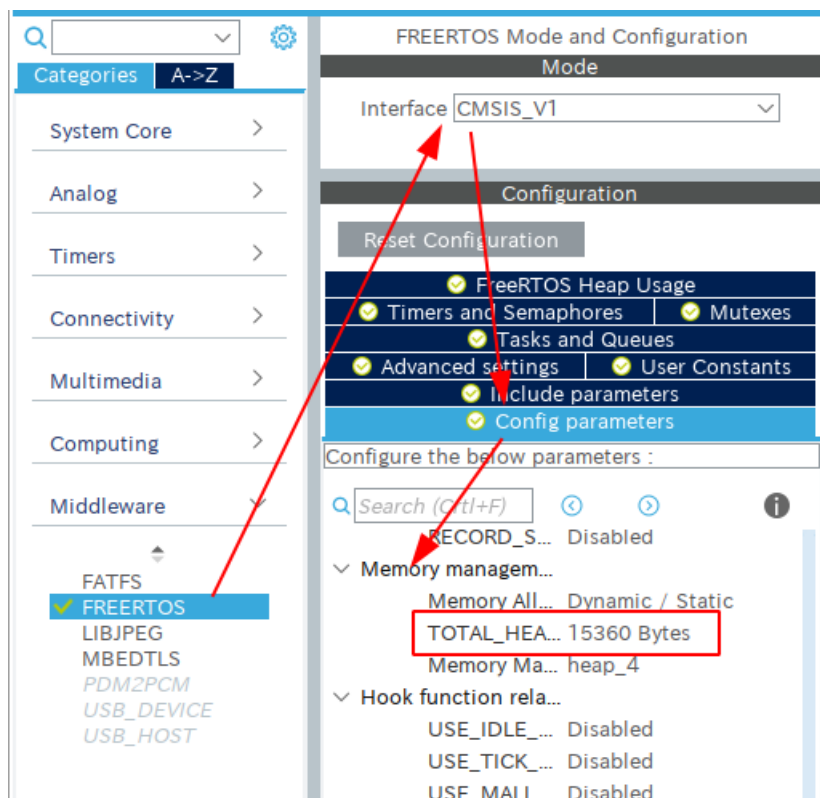 Categories
A->Z
System Core
Analog
Timers
Connectivity
Multimedia
Computing
Middleware
FATFS
FREERTOS
LIBJPEG
MBEDTLS
PDM2PCM
USB_DEVICE
USB_HOST
FREERTOS Mode and Configuration
Mode
Interface CMSIS_V1
Configuration
Reset Configuration
FreeRTOS Heap Usage
Timers and Semaphores
Mutexes
Tasks and Queues
Advanced settings
User Constants
Include parameters
Config parameters
Configure the below parameters :
Search (Crtl+F)
RECORD_S... Disabled
Memory managem...
Memory All... Dynamic / Static
TOTAL_HEA... 15360 Bytes
Memory Ma... heap_4
Hook function rela...
USE_IDLE_... Disabled
USE_TICK_... Disabled
USE_MALL... Disabled